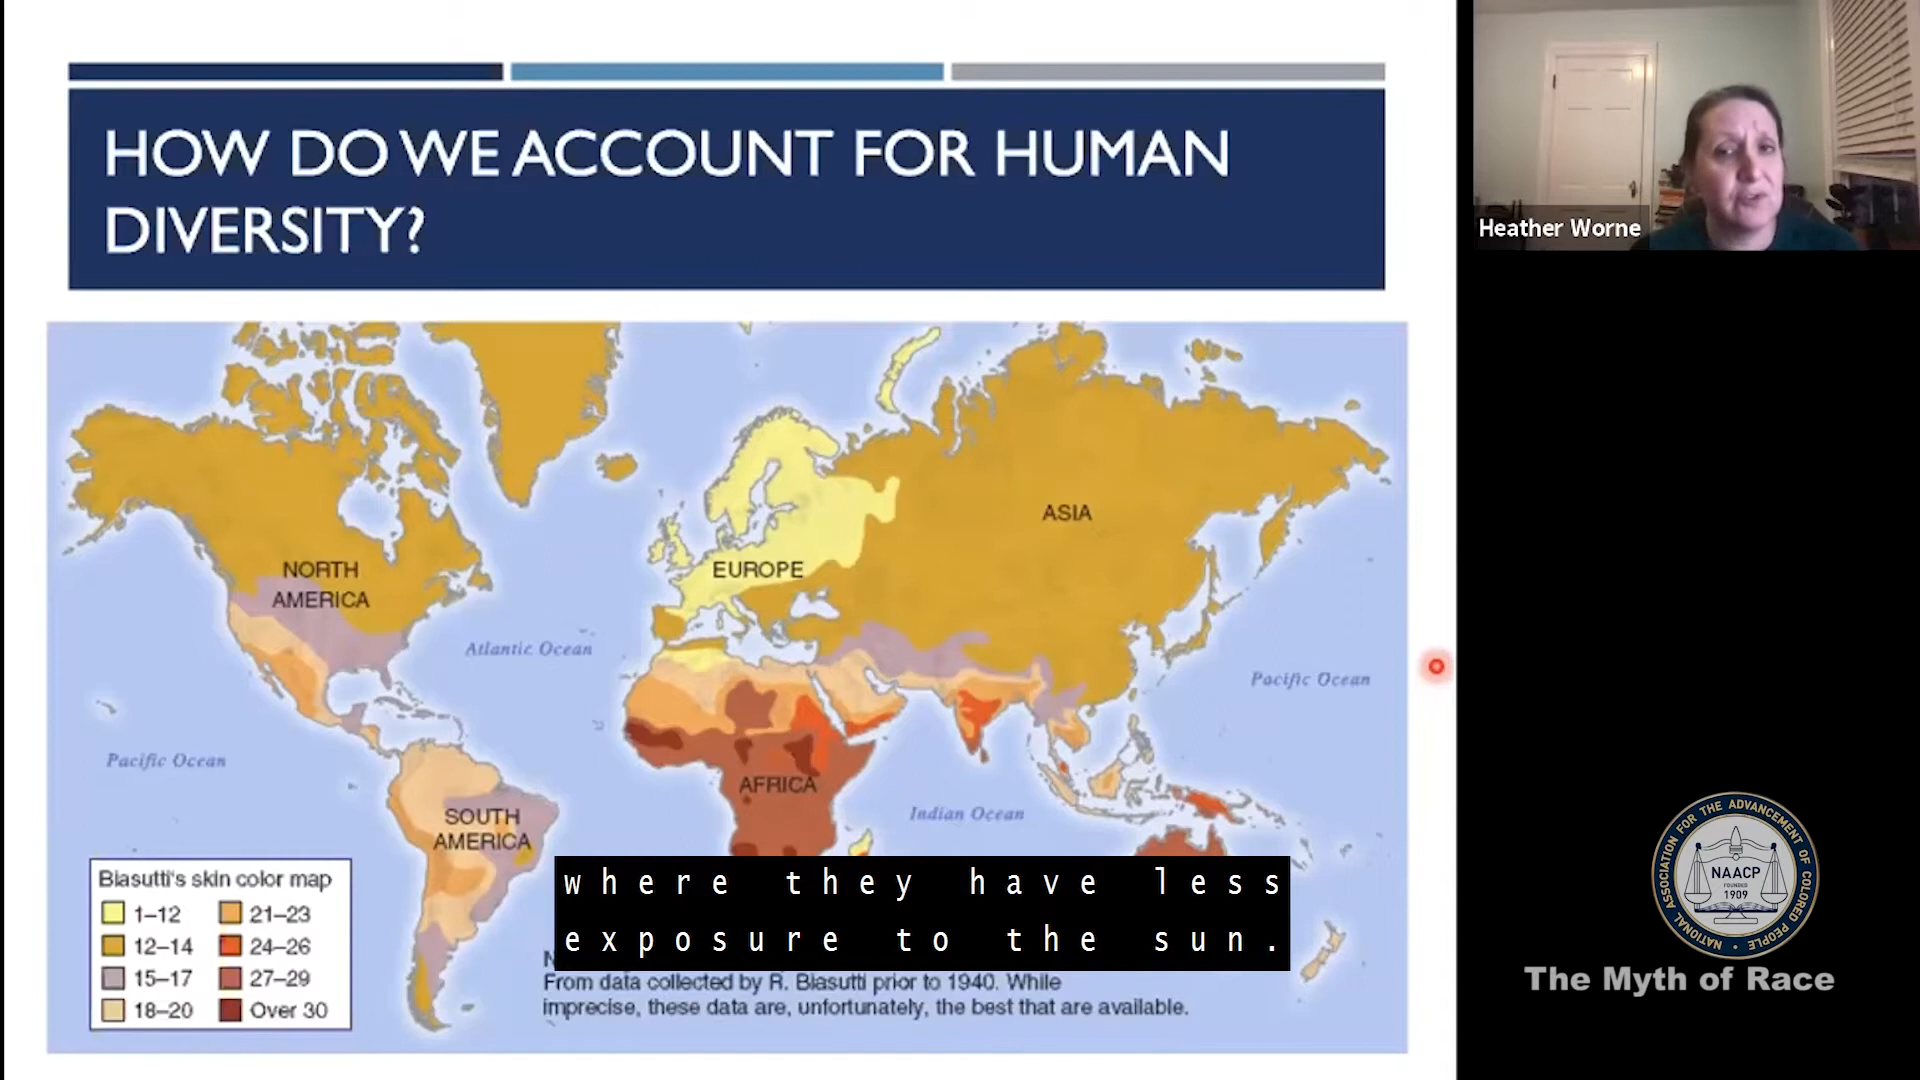 HOW DO WE ACCOUNT FOR HUMAN
DIVERSITY?
Heather Worne
ASIA
NORTH
AMERICA
EUROPE
Atlantic Ocean
Pacific Ocean
Pacific Ocean
AFRICA
SOUTH
AMERICA
Indian Ocean
Biasutti's skin color map
1–12
21–23
12–14
24–26
15–17
27–29
18–20
Over 30
where they have less
exposure to the sun.
From data collected by R. Biasutti prior to 1940. While
imprecise, these data are, unfortunately, the best that are available.
NATIONAL ASSOCIATION FOR THE ADVANCEMENT OF COLORED PEOPLE
NAACP
FOUNDED
1909
The Myth of Race